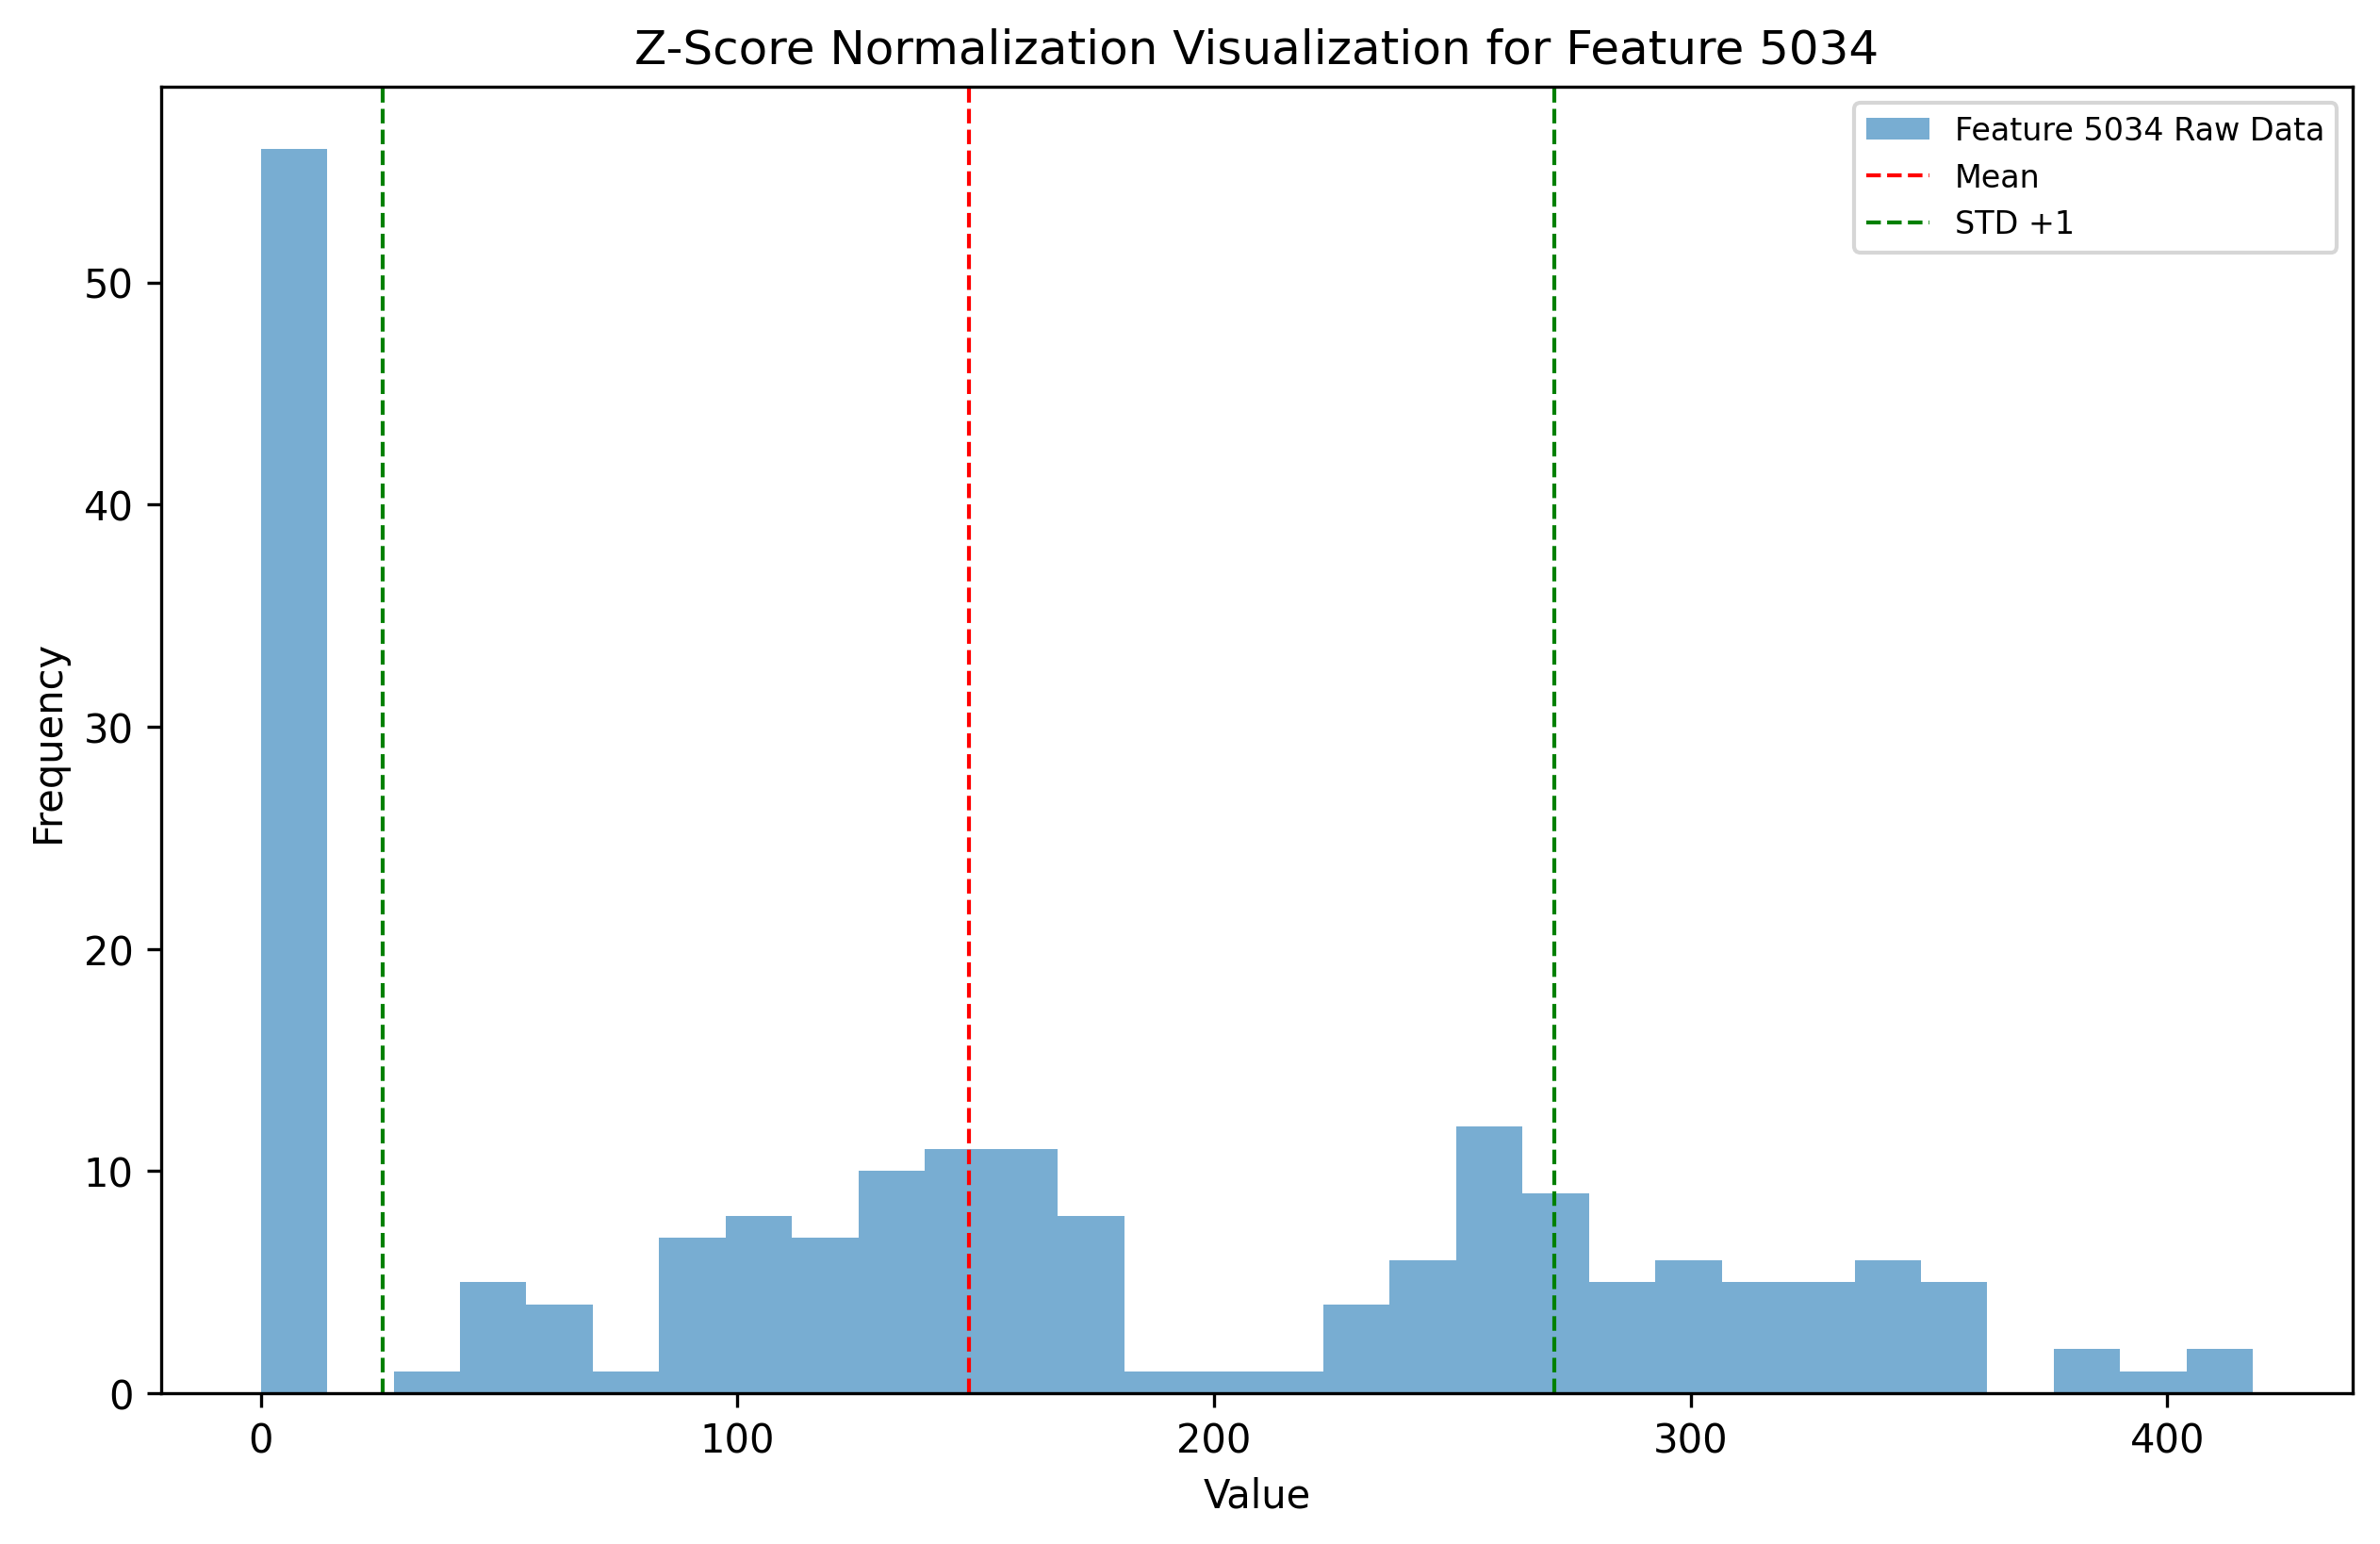 Z-Score Normalization Visualization for Feature 5034
Feature 5034 Raw Data
Mean
STD +1
Frequency
50
40
30
20
10
0
0 100 200 300 400
Value